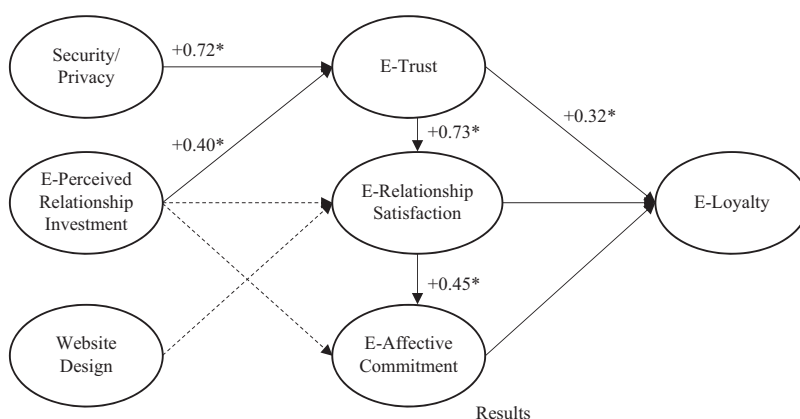 Security/
Privacy
+0.72*
E-Trust
+0.40*
+0.73*
+0.32*
E-Perceived
Relationship
Investment
E-Relationship
Satisfaction
E-Loyalty
+0.45*
Website
Design
E-Affective
Commitment
Results